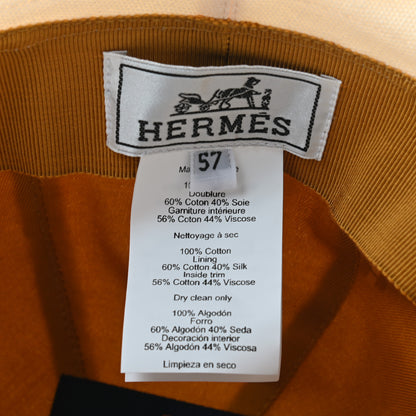 HERMÈS
57
Doublure
60% Coton 40% Soie
Garniture intérieure
56% Coton 44% Viscose
Nettoyage à sec
100% Cotton
Lining
60% Cotton 40% Silk
Inside trim
56% Cotton 44% Viscose
Dry clean only
100% Algodón
Forro
60% Algodón 40% Seda
Decoración interior
56% Algodón 44% Viscosa
Limpieza en seco